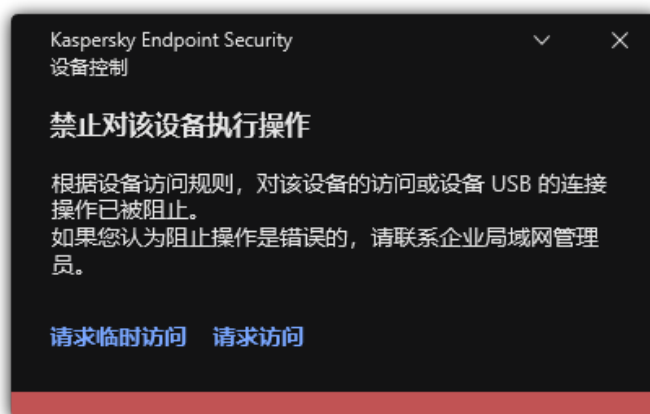 Kaspersky Endpoint Security
设备控制
禁止对该设备执行操作
根据设备访问规则，对该设备的访问或设备 USB 的连接
操作已被阻止。
如果您认为阻止操作是错误的，请联系企业局域网管理
员。
请求临时访问 请求访问